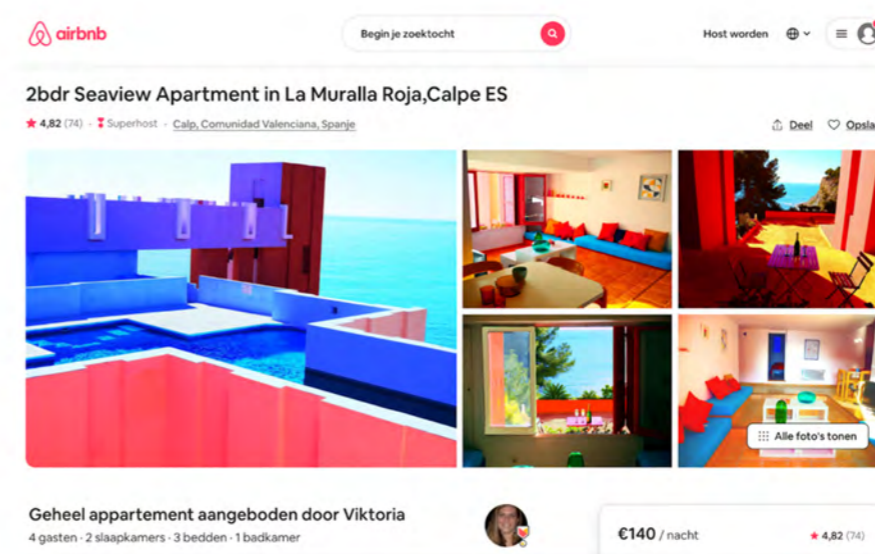 airbnb
Begin je zoektocht
Host worden
2bdr Seaview Apartment in La Muralla Roja,Calpe ES
4,82 (74) · Superhost · Calp, Comunidad Valenciana, Spanje
Deel
Opsla
Alle foto's tonen
Geheel appartement aangeboden door Viktoria
4 gasten · 2 slaapkamers · 3 bedden · 1 badkamer
€140 / nacht
4,82 (74)